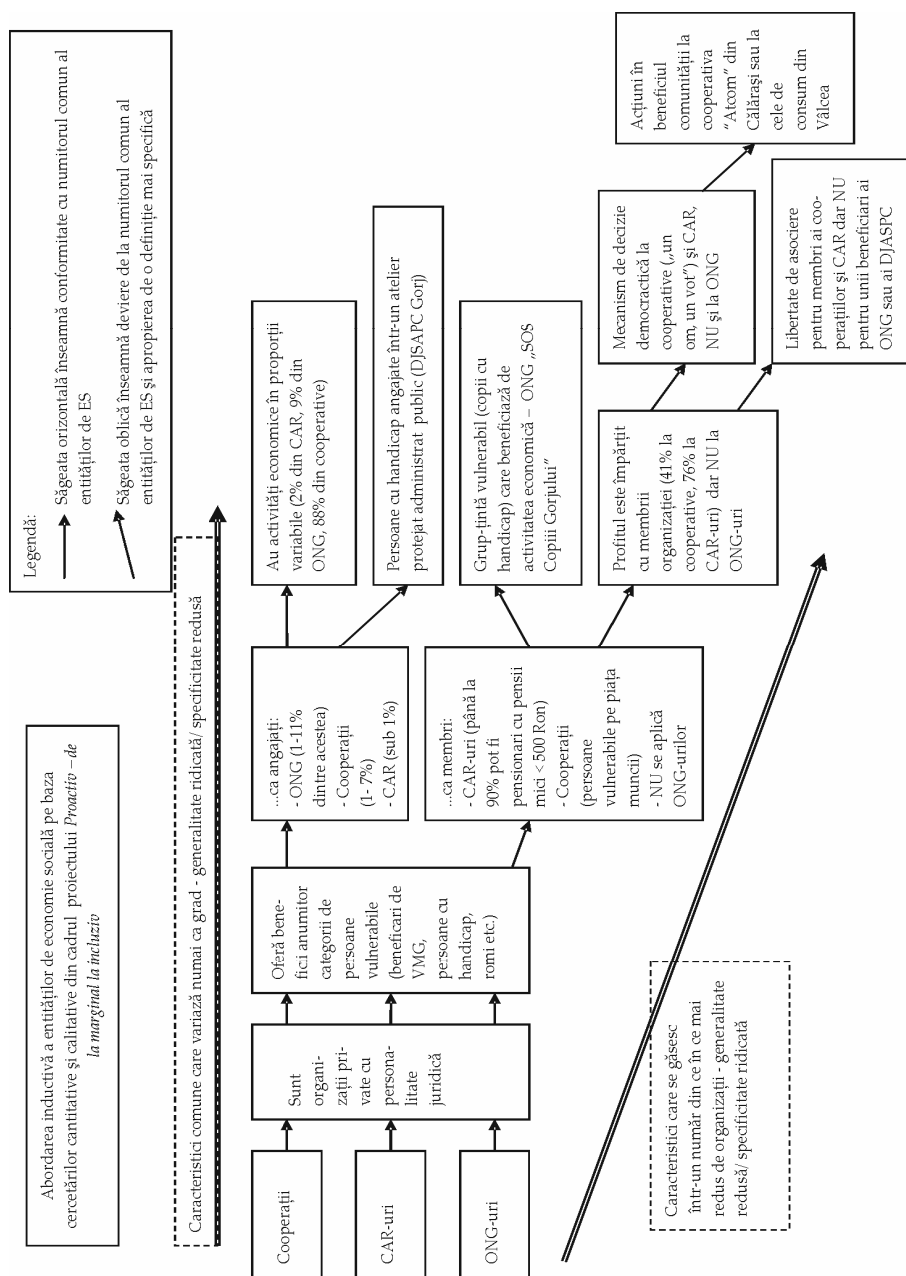 Abordarea inductivă a entităților de economie socială pe baza
cercetărilor cantitative și calitative din cadrul proiectului Proactiv – de
la marginal la incluziv
Legendă:
Săgeata orizontală înseamnă conformitate cu numitorul comun al
entităților de ES
Săgeata oblică înseamnă deviere de la numitorul comun al
entităților de ES și apropierea de o definiție mai specifică
Caracteristici comune care variază numai ca grad - generalitate ridicată/ specificitate redusă
Cooperații
CAR-uri
ONG-uri
Sunt
organi-
zații pri-
vate cu
persona-
litate
juridică
Oferă bene-
ficii anumitor
categorii de
persoane
vulnerabile
(beneficari de
VMG,
persoane cu
handicap,
romi etc.)
...ca angajați:
- ONG (1-11%
dintre acestea)
- Cooperații
(1- 7%)
- CAR (sub 1%)
...ca membri:
- CAR-uri (până la
90% pot fi
pensionari cu pensii
mici < 500 Ron)
- Cooperații
(persoane
vulnerabile pe piața
muncii)
- NU se aplică
ONG-urilor
Au activități economice în proporții
variabile (2% din CAR, 9% din
ONG, 88% din cooperative)
Persoane cu handicap angajate într-un atelier
protejat administrat public (DJSAPC Gorj)
Grup-țintă vulnerabil (copii cu
handicap) care beneficiază de
activitatea economică – ONG „SOS
Copiii Gorjului”
Profitul este împărțit
cu membrii
organizației (41% la
cooperative, 76% la
CAR-uri) dar NU la
ONG-uri
Mecanism de decizie
democractică la
cooperative („un
om, un vot”) și CAR,
NU și la ONG
Libertate de asociere
pentru membri ai coo-
perațiilor și CAR dar NU
pentru unii beneficiari ai
ONG sau ai DJASPC
Acțiuni în
beneficiul
comunității la
cooperativa
“Atcom” din
Călărași sau la
cele de
consum din
Vâlcea
Caracteristici care se găsesc
într-un număr din ce în ce mai
redus de organizații - generalitate
redusă/ specificitate ridicată